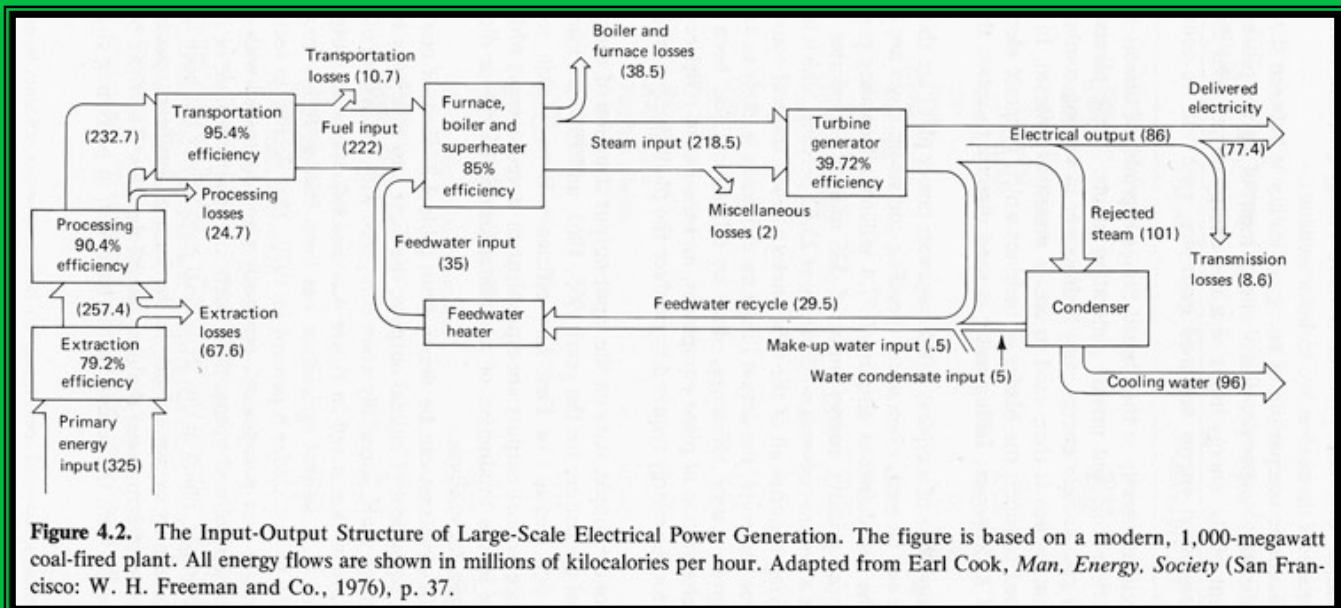 Boiler and
furnace losses
(38.5)
Transportation
losses (10.7)
Delivered
electricity
Transportation
95.4%
efficiency
(232.7)
Fuel input
(222)
Furnace,
boiler and
superheater
85%
efficiency
Steam input (218.5)
Turbine
generator
39.72%
efficiency
Electrical output (86)
(77.4)
Processing
losses
(24.7)
Miscellaneous
losses (2)
Rejected
steam (101)
Transmission
losses (8.6)
Processing
90.4%
efficiency
Feedwater input
(35)
(257.4)
Extraction
losses
(67.6)
Feedwater
heater
Feedwater recycle (29.5)
Condenser
Make-up water input (.5)
Water condensate input (5)
Extraction
79.2%
efficiency
Cooling water (96)
Primary
energy
input (325)
Figure 4.2. The Input-Output Structure of Large-Scale Electrical Power Generation. The figure is based on a modern, 1,000-megawatt
coal-fired plant. All energy flows are shown in millions of kilocalories per hour. Adapted from Earl Cook, Man, Energy, Society (San Fran-
cisco: W. H. Freeman and Co., 1976), p. 37.